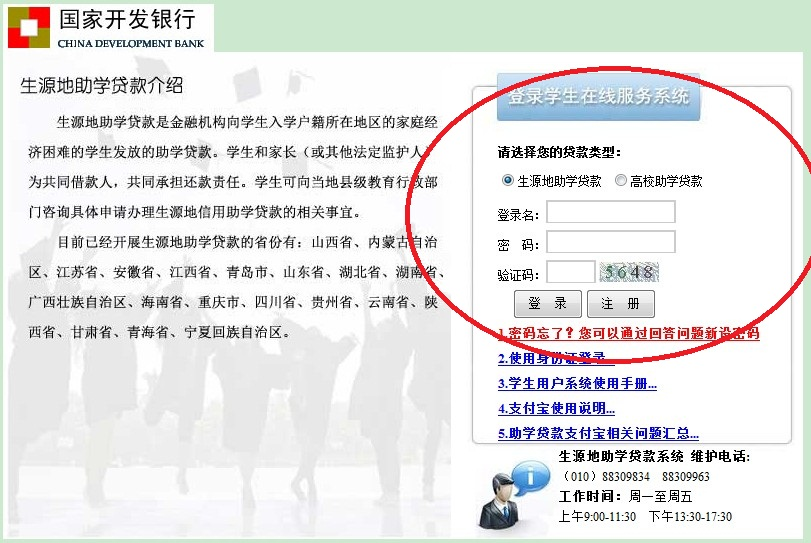 国家开发银行
CHINA DEVELOPMENT BANK
生源地助学贷款介绍
生源地助学贷款是金融机构向学生入学户籍所在地区的家庭经
济困难的学生发放的助学贷款。学生和家长（或其他法定监护人）
为共同借款人，共同承担还款责任。学生可向当地县级教育行政部
门咨询具体申请办理生源地信用助学贷款的相关事宜。
目前已经开展生源地助学贷款的省份有：山西省、内蒙古自治
区、江苏省、安徽省、江西省、青岛市、山东省、湖北省、湖南省、
广西壮族自治区、海南省、重庆市、四川省、贵州省、云南省、陕
西省、甘肃省、青海省、宁夏回族自治区。
登录学生在线服务系统
请选择您的贷款类型：
生源地助学贷款 高校助学贷款
登录名：
密 码：
验证码： 5648
登 录 注 册
1.密码忘了？您可以通过回答问题新设密码
2.使用身份证登录...
3.学生用户系统使用手册...
4.支付宝使用说明...
5.助学贷款支付宝相关问题汇总...
生源地助学贷款系统 维护电话：
（010）88309834 88309963
工作时间：周一至周五
上午9:00-11:30 下午13:30-17:30